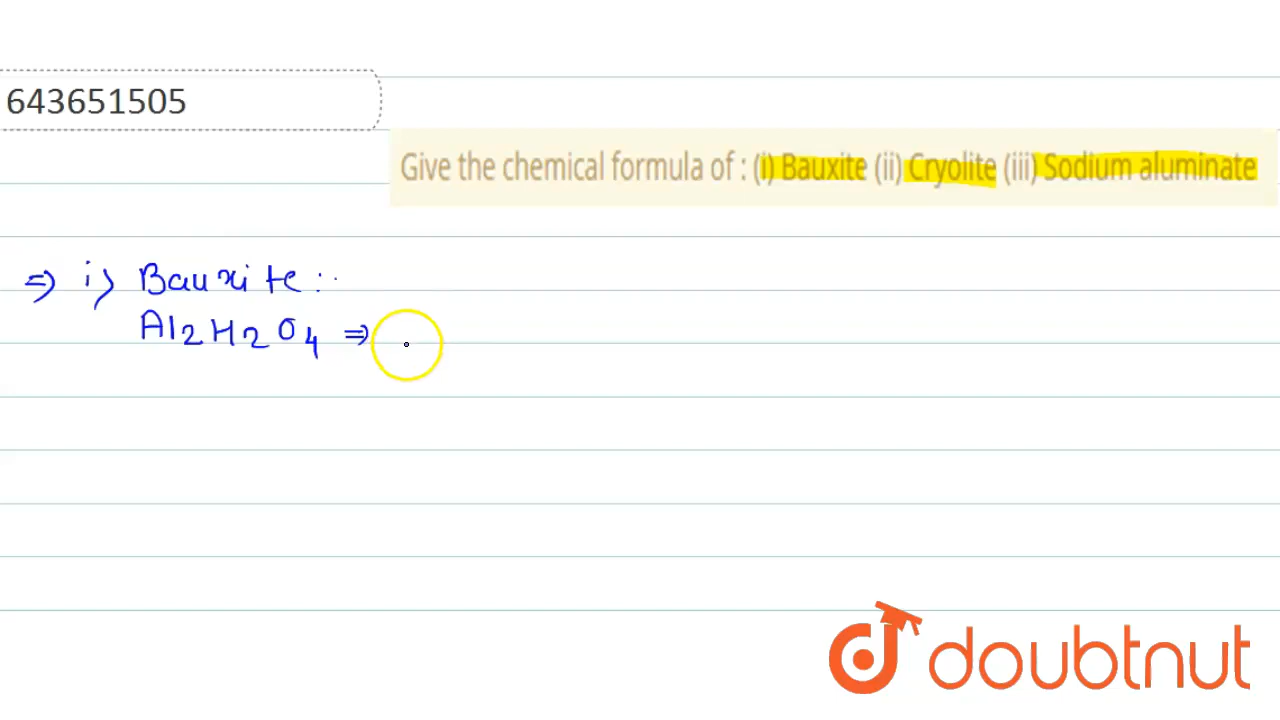 643651505
Give the chemical formula of : (i) Bauxite (ii) Cryolite (iii) Sodium aluminate
⇒ i) Bauxite :-
Al2H2O4 ⇒
doubtnut